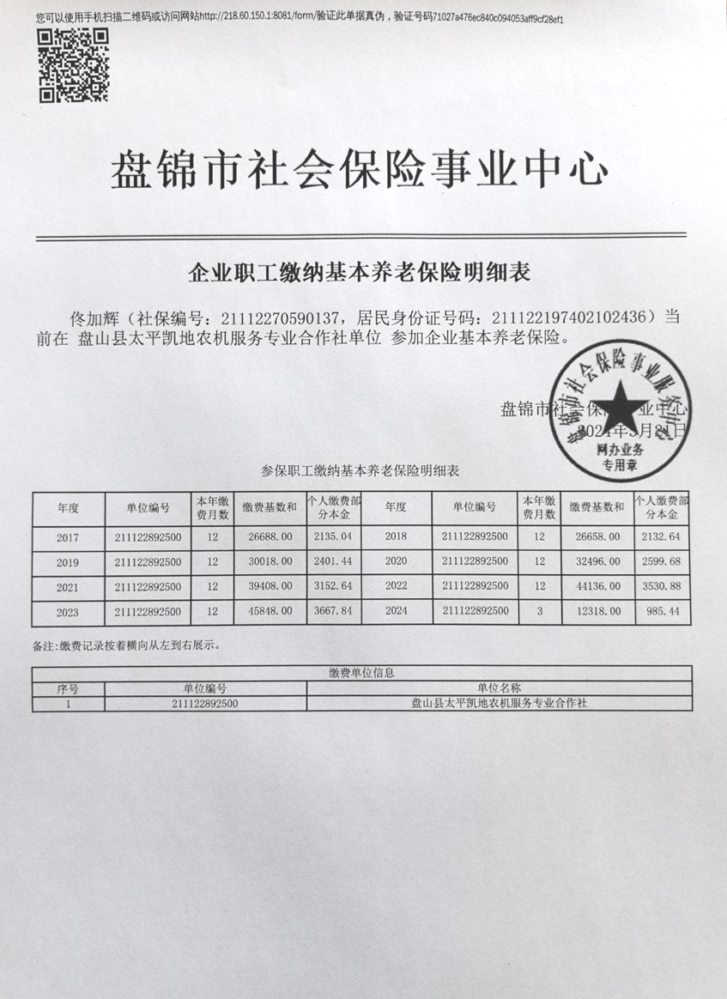 您可以使用手机扫描二维码或访问网站http://218.60.150.1:8081/form/验证此单据真伪，验证号码71027a476ec840c094053aff9cf28ef1
盘锦市社会保险事业中心
企业职工缴纳基本养老保险明细表
佟加辉（社保编号：21112270590137，居民身份证号码：211122197402102436）当
前在 盘山县太平凯地农机服务专业合作社单位 参加企业基本养老保险。
盘锦市社会保险事业中心
2024年3月21日
盘锦市社会保险事业服务中心
网办业务
专用章
参保职工缴纳基本养老保险明细表
年度 单位编号 本年缴费月数 缴费基数和 个人缴费部分本金 年度 单位编号 本年缴费月数 缴费基数和 个人缴费部分本金
2017 211122892500 12 26688.00 2135.04 2018 211122892500 12 26658.00 2132.64
2019 211122892500 12 30018.00 2401.44 2020 211122892500 12 32496.00 2599.68
2021 211122892500 12 39408.00 3152.64 2022 211122892500 12 44136.00 3530.88
2023 211122892500 12 45848.00 3667.84 2024 211122892500 3 12318.00 985.44
备注:缴费记录按着横向从左到右展示。
缴费单位信息
序号 单位编号 单位名称
1 211122892500 盘山县太平凯地农机服务专业合作社